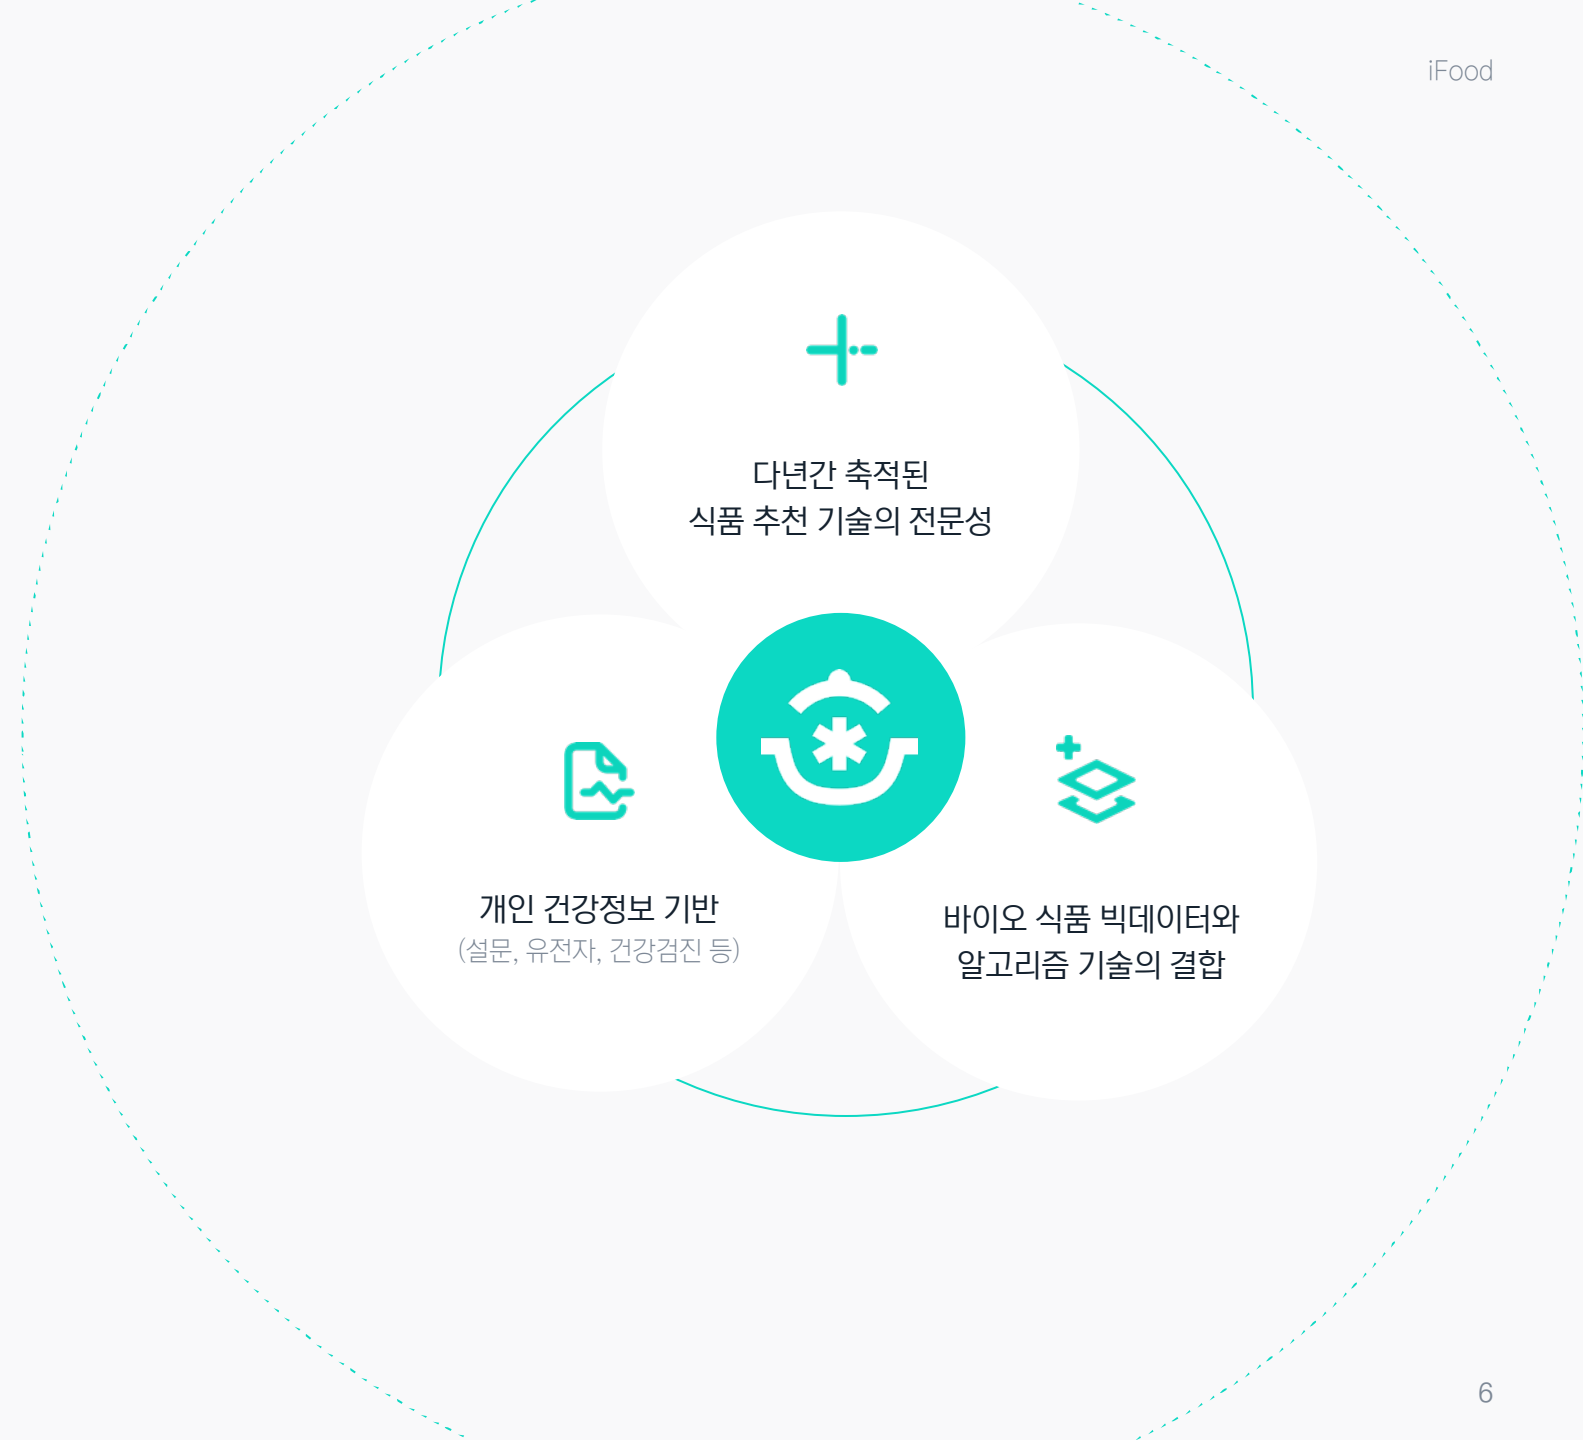 iFood
다년간 축적된
식품 추천 기술의 전문성
개인 건강정보 기반
(설문, 유전자, 건강검진 등)
바이오 식품 빅데이터와
알고리즘 기술의 결합
6